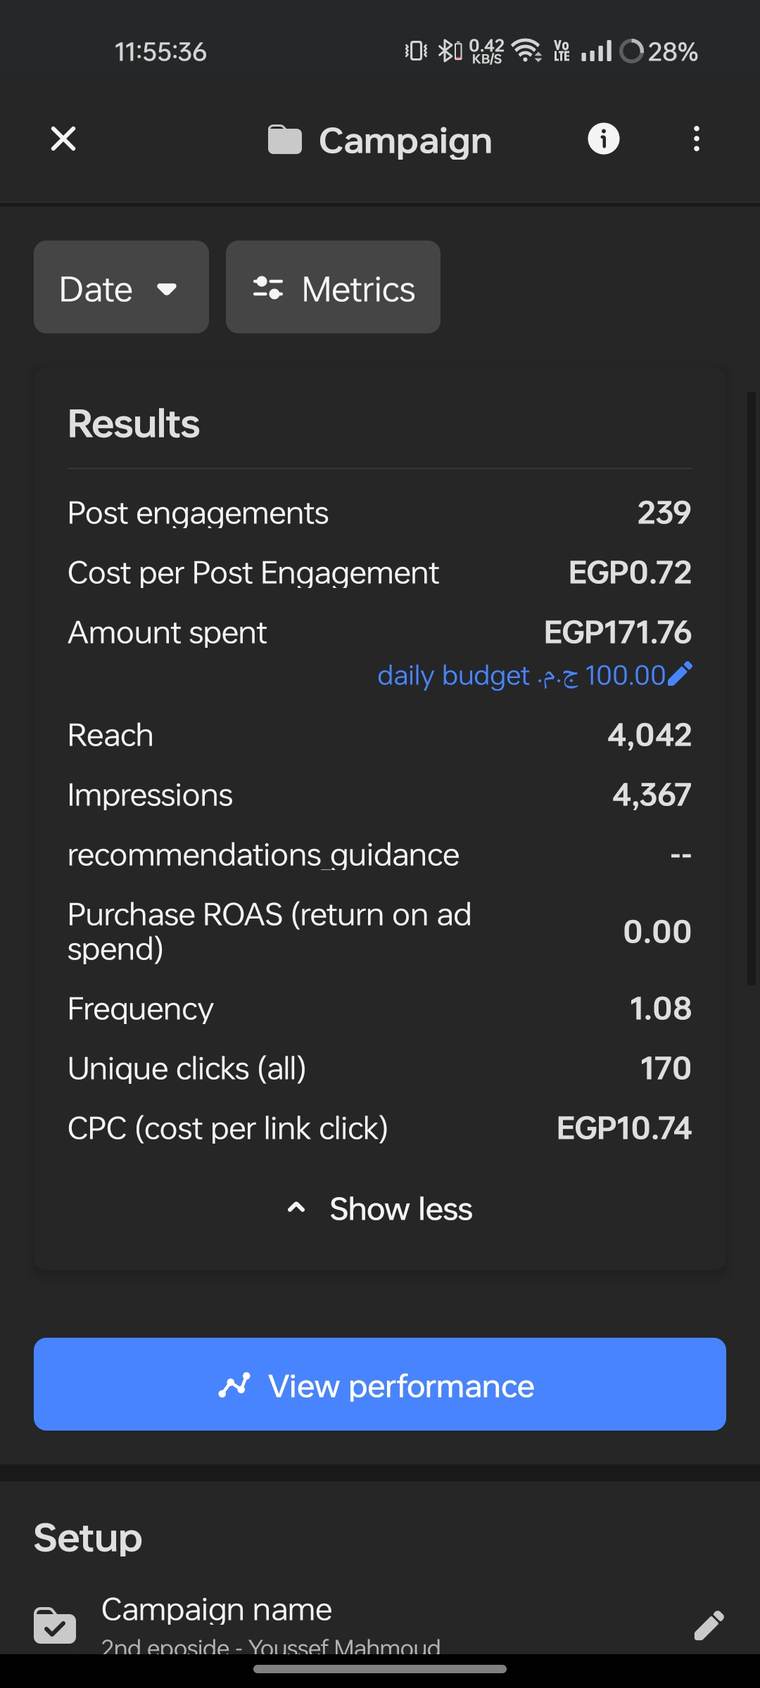 11:55:36
0.42 KB/S
Vo LTE
28%
Campaign
Date
Metrics
Results
Post engagements 239
Cost per Post Engagement EGP0.72
Amount spent EGP171.76
daily budget ج.م. 100.00
Reach 4,042
Impressions 4,367
recommendations_guidance --
Purchase ROAS (return on ad
spend) 0.00
Frequency 1.08
Unique clicks (all) 170
CPC (cost per link click) EGP10.74
Show less
View performance
Setup
Campaign name
2nd eposide - Youssef Mahmoud